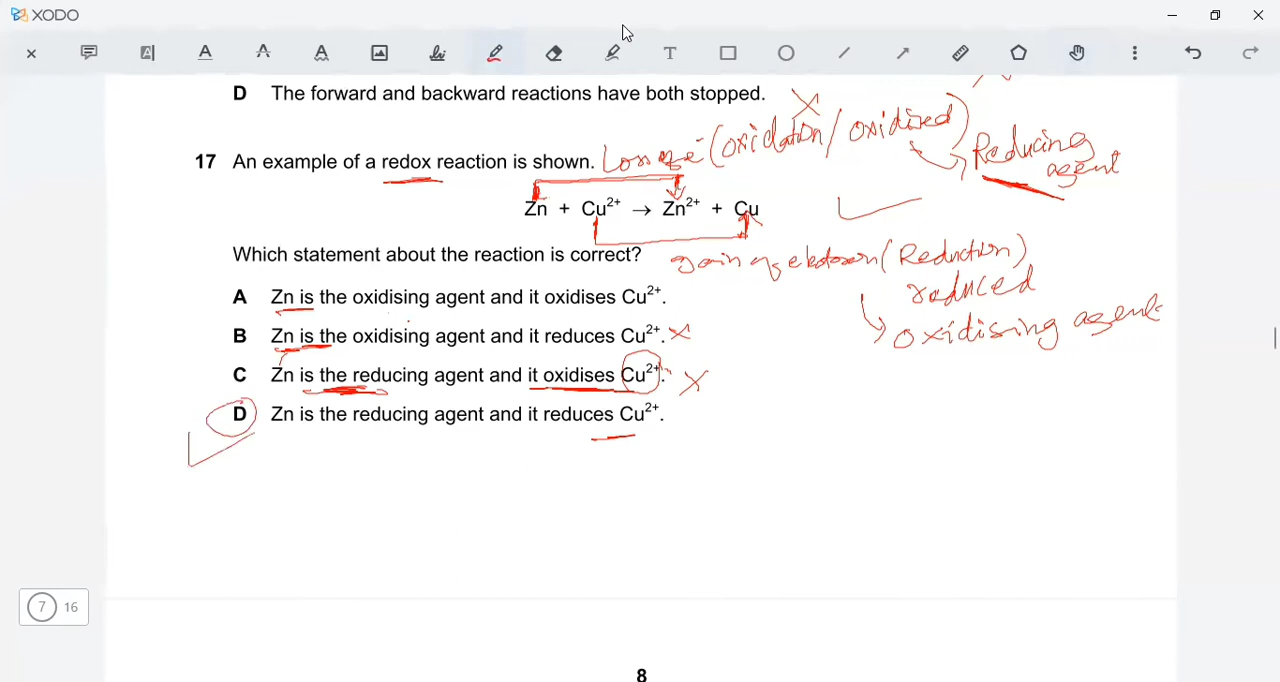 XODO
D The forward and backward reactions have both stopped.
17 An example of a redox reaction is shown.
Loss of e⁻ (oxidation / oxidized)
Reducing
agent
Zn + Cu²⁺ → Zn²⁺ + Cu
Which statement about the reaction is correct?
gain of electron (Reduction)
reduced
oxidising agent
A Zn is the oxidising agent and it oxidises Cu²⁺.
B Zn is the oxidising agent and it reduces Cu²⁺.
C Zn is the reducing agent and it oxidises Cu²⁺.
D Zn is the reducing agent and it reduces Cu²⁺.
7 16
8